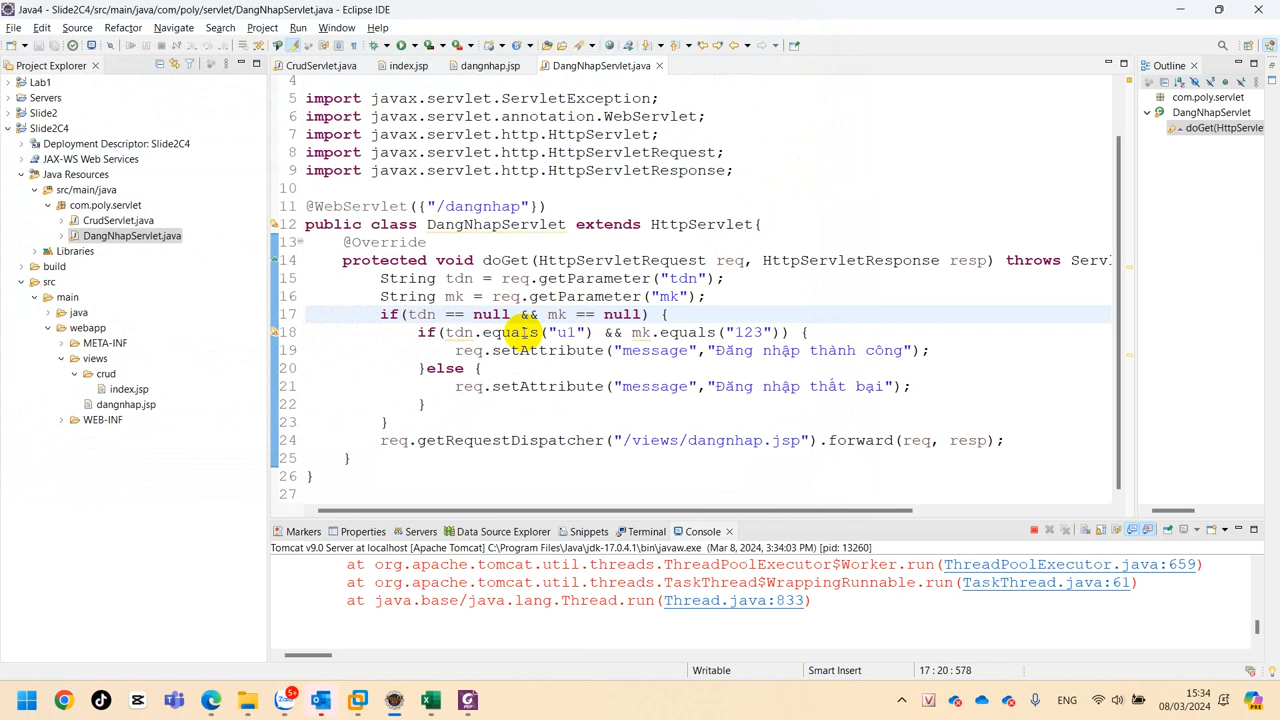 Java4 - Slide2C4/src/main/java/com/poly/servlet/DangNhapServlet.java - Eclipse IDE
File Edit Source Refactor Navigate Search Project Run Window Help
Project Explorer
CrudServlet.java index.jsp dangnhap.jsp DangNhapServlet.java
Outline
Lab1
Servers
Slide2
Slide2C4
Deployment Descriptor: Slide2C4
JAX-WS Web Services
Java Resources
src/main/java
com.poly.servlet
CrudServlet.java
DangNhapServlet.java
Libraries
build
src
main
java
webapp
META-INF
views
crud
index.jsp
dangnhap.jsp
WEB-INF
4
5 import javax.servlet.ServletException;
6 import javax.servlet.annotation.WebServlet;
7 import javax.servlet.http.HttpServlet;
8 import javax.servlet.http.HttpServletRequest;
9 import javax.servlet.http.HttpServletResponse;
10
11 @WebServlet({"/dangnhap"})
12 public class DangNhapServlet extends HttpServlet{
13 @Override
14 protected void doGet(HttpServletRequest req, HttpServletResponse resp) throws Serv
15 String tdn = req.getParameter("tdn");
16 String mk = req.getParameter("mk");
17 if(tdn == null && mk == null) {
18 if(tdn.equals("u1") && mk.equals("123")) {
19 req.setAttribute("message","Đăng nhập thành công");
20 }else {
21 req.setAttribute("message","Đăng nhập thất bại");
22 }
23 }
24 req.getRequestDispatcher("/views/dangnhap.jsp").forward(req, resp);
25 }
26 }
27
com.poly.servlet
DangNhapServlet
doGet(HttpServle
Markers Properties Servers Data Source Explorer Snippets Terminal Console
Tomcat v9.0 Server at localhost [Apache Tomcat] C:\Program Files\Java\jdk-17.0.4.1\bin\javaw.exe (Mar 8, 2024, 3:34:03 PM) [pid: 13260]
at org.apache.tomcat.util.threads.ThreadPoolExecutor$Worker.run(ThreadPoolExecutor.java:659)
at org.apache.tomcat.util.threads.TaskThread$WrappingRunnable.run(TaskThread.java:61)
at java.base/java.lang.Thread.run(Thread.java:833)
Writable Smart Insert 17 : 20 : 578
5+
ENG
15:34
08/03/2024